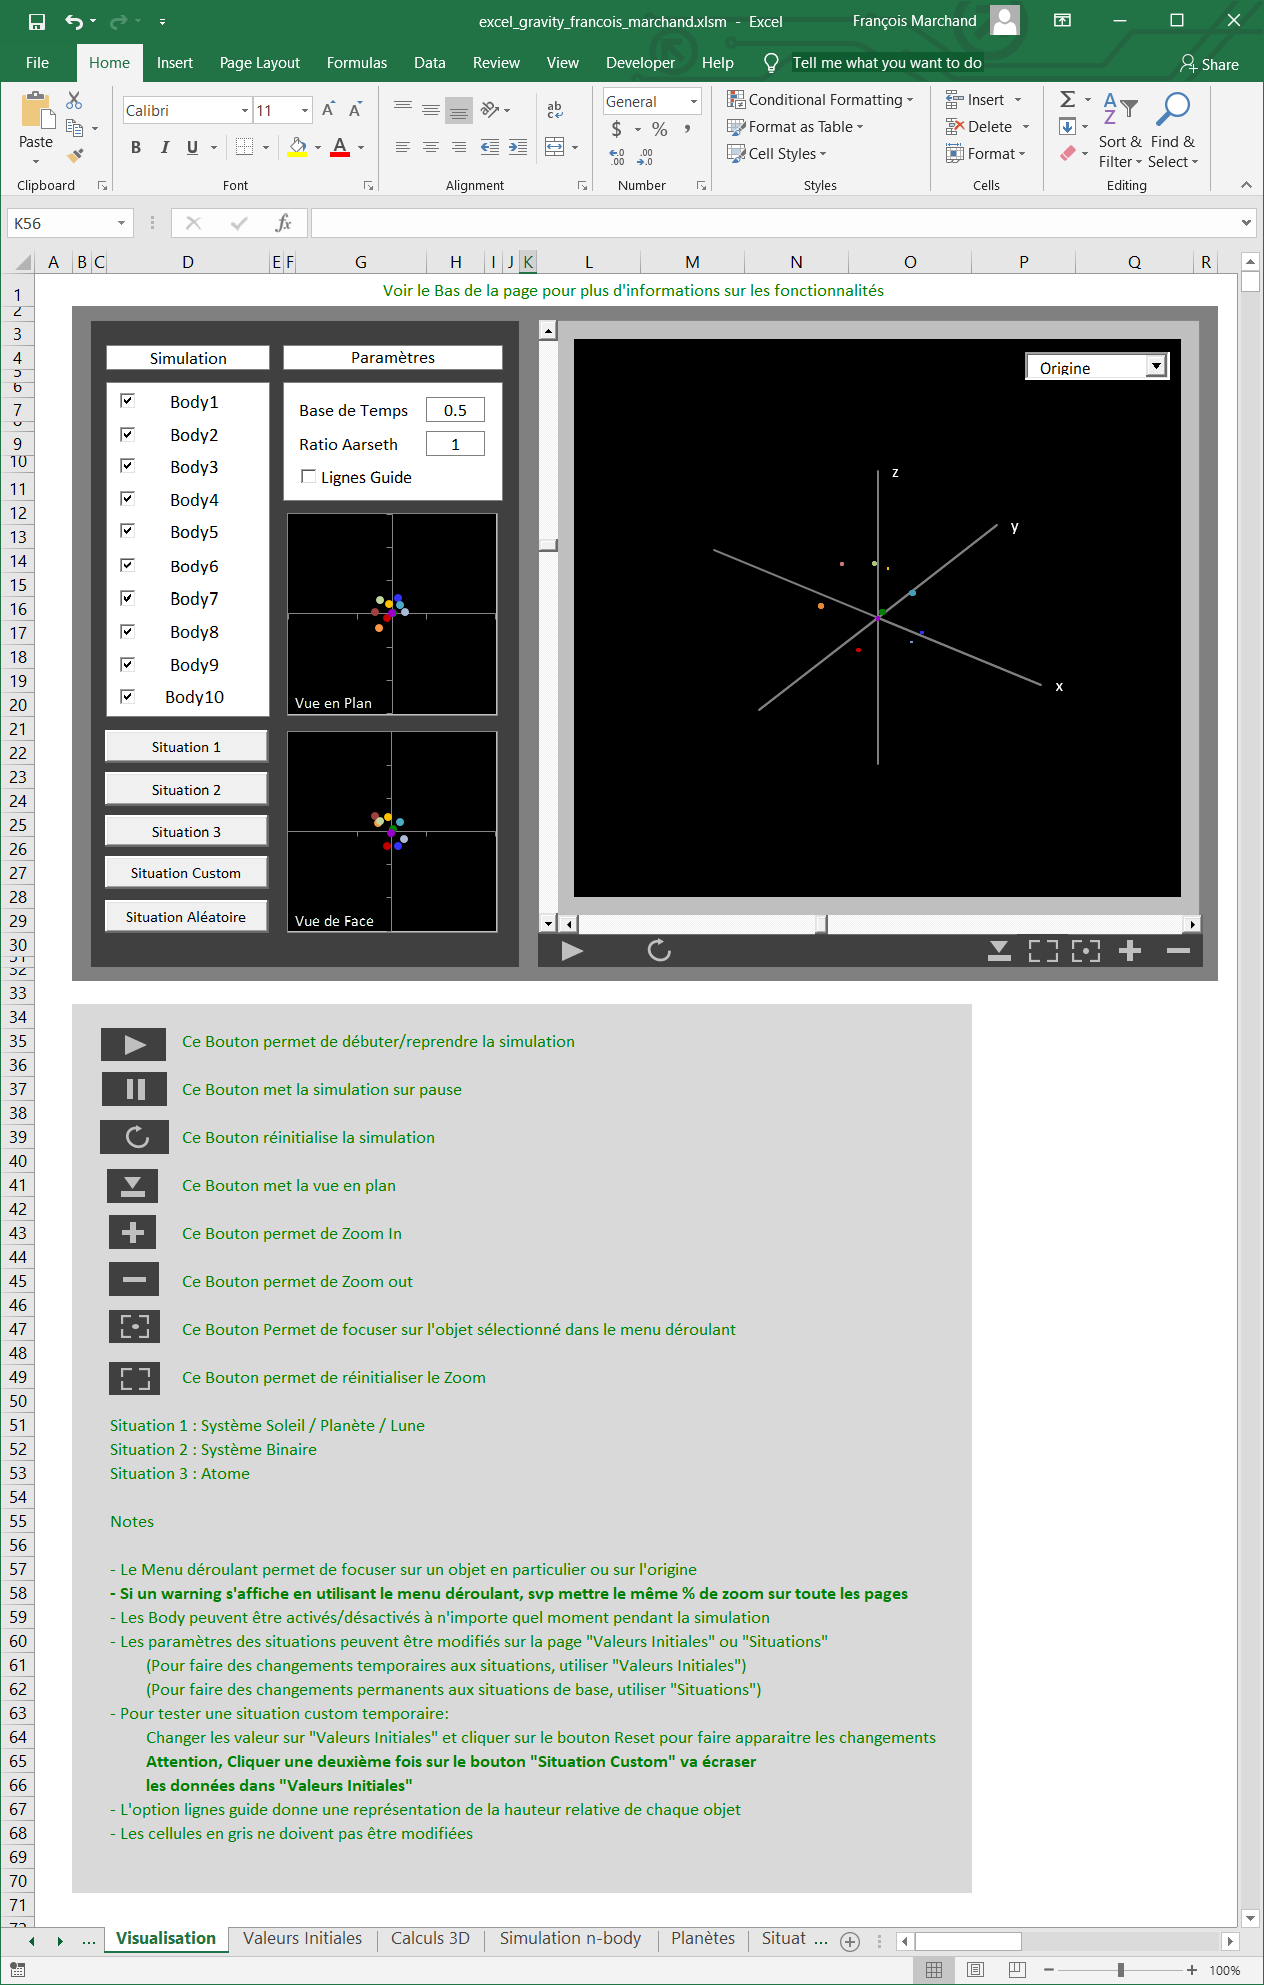 excel_gravity_francois_marchand.xlsm - Excel
François Marchand
File Home Insert Page Layout Formulas Data Review View Developer Help Tell me what you want to do Share
Paste
Calibri 11
General
Conditional Formatting
Format as Table
Cell Styles
Insert
Delete
Format
Sort & Filter
Find & Select
Clipboard Font Alignment Number Styles Cells Editing
K56
A B C D E F G H I J K L M N O P Q R
Voir le Bas de la page pour plus d'informations sur les fonctionnalités
Simulation
Paramètres
Origine
Body1
Body2
Body3
Body4
Body5
Body6
Body7
Body8
Body9
Body10
Base de Temps 0.5
Ratio Aarseth 1
Lignes Guide
Vue en Plan
Vue de Face
z
y
x
Situation 1
Situation 2
Situation 3
Situation Custom
Situation Aléatoire
Ce Bouton permet de débuter/reprendre la simulation
Ce Bouton met la simulation sur pause
Ce Bouton réinitialise la simulation
Ce Bouton met la vue en plan
Ce Bouton permet de Zoom In
Ce Bouton permet de Zoom out
Ce Bouton Permet de focuser sur l'objet sélectionné dans le menu déroulant
Ce Bouton permet de réinitialiser le Zoom
Situation 1 : Système Soleil / Planète / Lune
Situation 2 : Système Binaire
Situation 3 : Atome
Notes
- Le Menu déroulant permet de focuser sur un objet en particulier ou sur l'origine
- Si un warning s'affiche en utilisant le menu déroulant, svp mettre le même % de zoom sur toute les pages
- Les Body peuvent être activés/désactivés à n'importe quel moment pendant la simulation
- Les paramètres des situations peuvent être modifiés sur la page "Valeurs Initiales" ou "Situations"
(Pour faire des changements temporaires aux situations, utiliser "Valeurs Initiales")
(Pour faire des changements permanents aux situations de base, utiliser "Situations")
- Pour tester une situation custom temporaire:
Changer les valeur sur "Valeurs Initiales" et cliquer sur le bouton Reset pour faire apparaitre les changements
Attention, Cliquer une deuxième fois sur le bouton "Situation Custom" va écraser
les données dans "Valeurs Initiales"
- L'option lignes guide donne une représentation de la hauteur relative de chaque objet
- Les cellules en gris ne doivent pas être modifiées
... Visualisation Valeurs Initiales Calculs 3D Simulation n-body Planètes Situat ...
100%